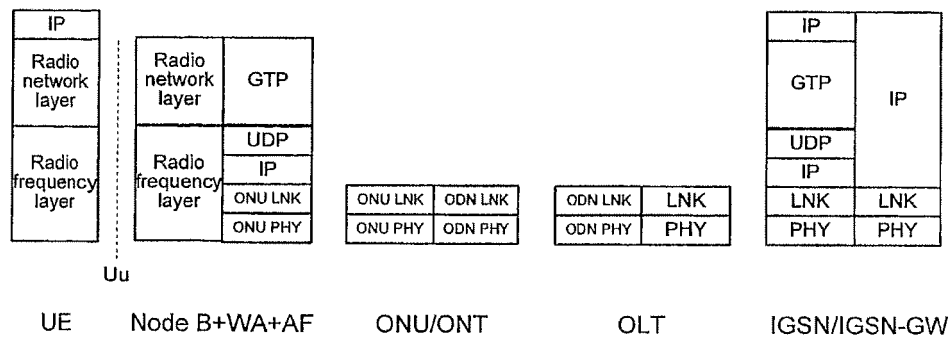 IP
Radio
network
layer
Radio
frequency
layer
Uu
UE
Radio
network
layer
GTP
Radio
frequency
layer
UDP
IP
ONU LNK
ONU PHY
Node B+WA+AF
ONU LNK
ODN LNK
ONU PHY
ODN PHY
ONU/ONT
ODN LNK
LNK
ODN PHY
PHY
OLT
IP
GTP
IP
UDP
IP
LNK
LNK
PHY
PHY
IGSN/IGSN-GW